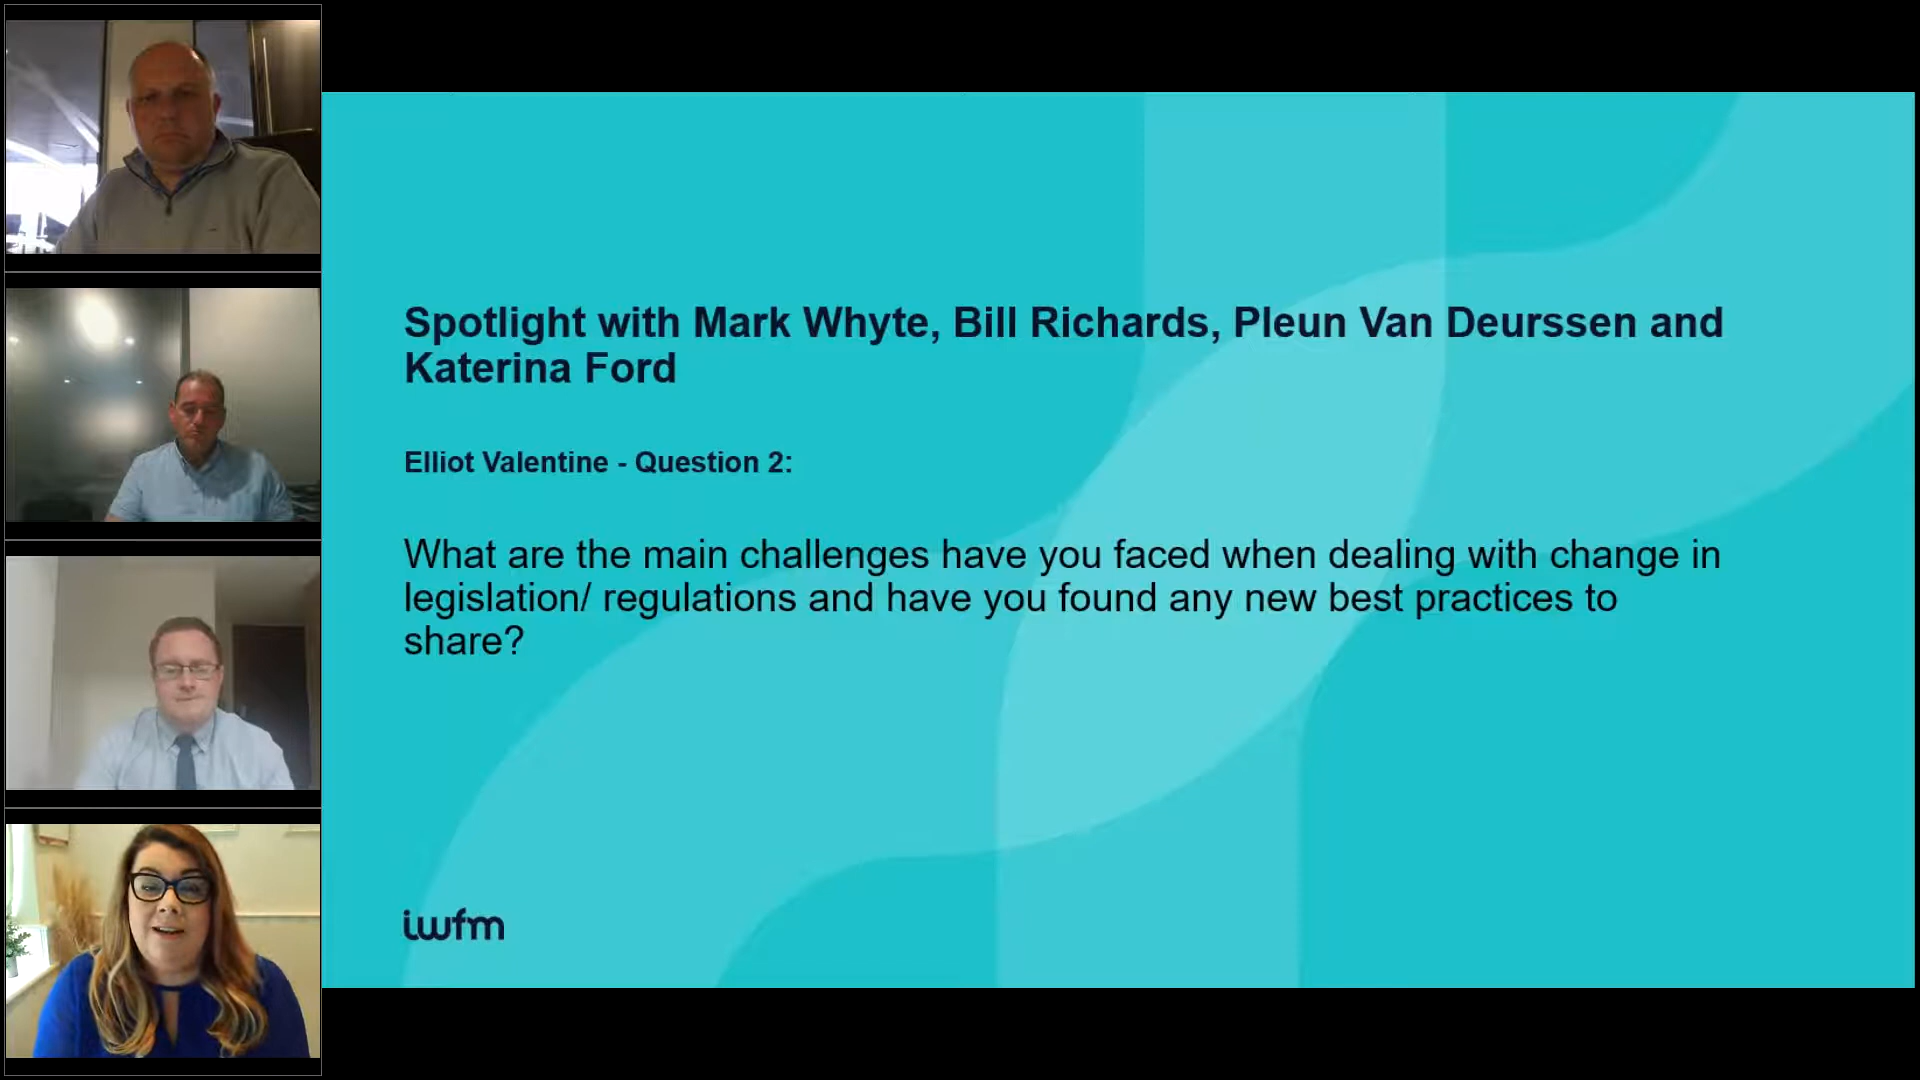 Spotlight with Mark Whyte, Bill Richards, Pleun Van Deurssen and
Katerina Ford
Elliot Valentine - Question 2:
What are the main challenges have you faced when dealing with change in
legislation/ regulations and have you found any new best practices to
share?
iwfm